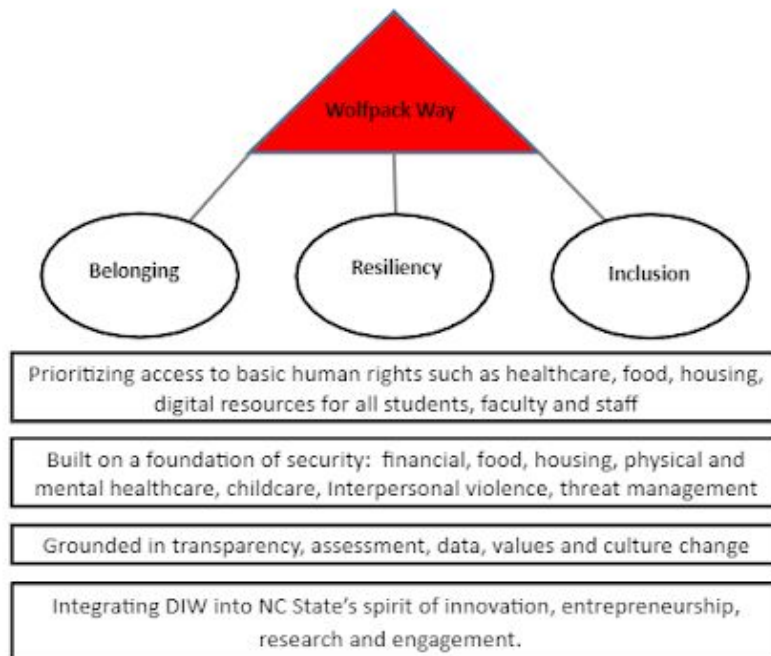 Wolfpack Way
Belonging
Resiliency
Inclusion
Prioritizing access to basic human rights such as healthcare, food, housing,
digital resources for all students, faculty and staff
Built on a foundation of security:  financial, food, housing, physical and
mental healthcare, childcare, Interpersonal violence, threat management
Grounded in transparency, assessment, data, values and culture change
Integrating DIW into NC State’s spirit of innovation, entrepreneurship,
research and engagement.